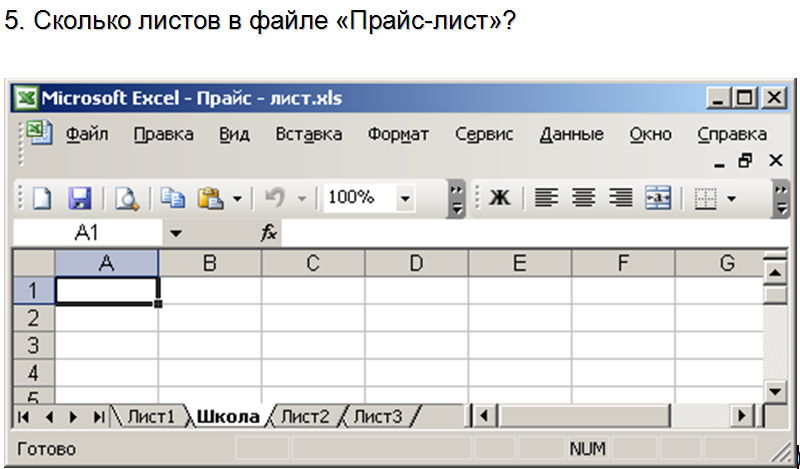 5. Сколько листов в файле «Прайс-лист»?
Microsoft Excel - Прайс - лист.xls
Файл Правка Вид Вставка Формат Сервис Данные Окно Справка
100% Ж a
A1 fx
A B C D E F G
1
2
3
4
5
Лист1 Школа Лист2 Лист3
Готово NUM